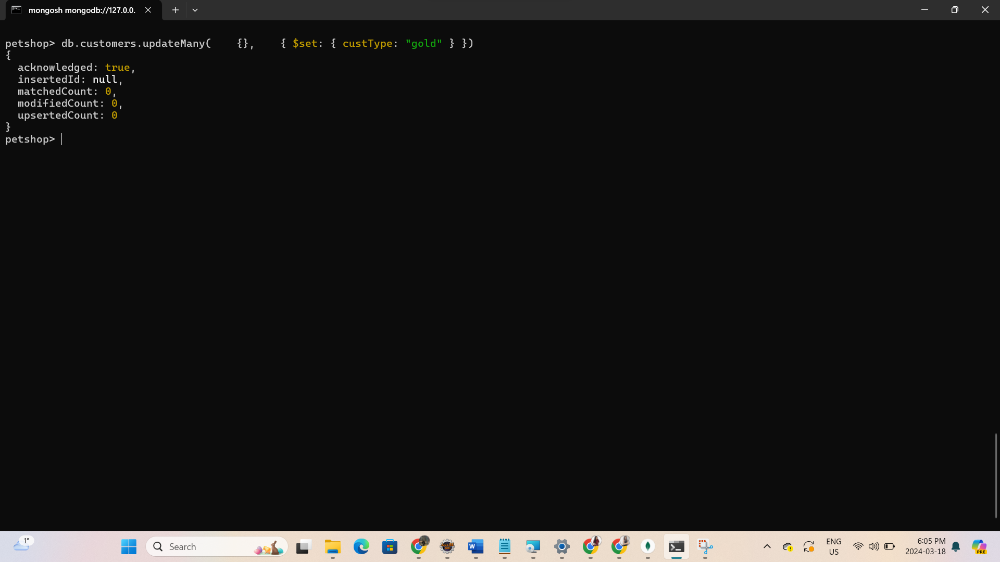 mongosh mongodb://127.0.0.
petshop> db.customers.updateMany(    {},    { $set: { custType: "gold" } })
{
  acknowledged: true,
  insertedId: null,
  matchedCount: 0,
  modifiedCount: 0,
  upsertedCount: 0
}
petshop>
1°
Search
ENG
US
6:05 PM
2024-03-18
PRE